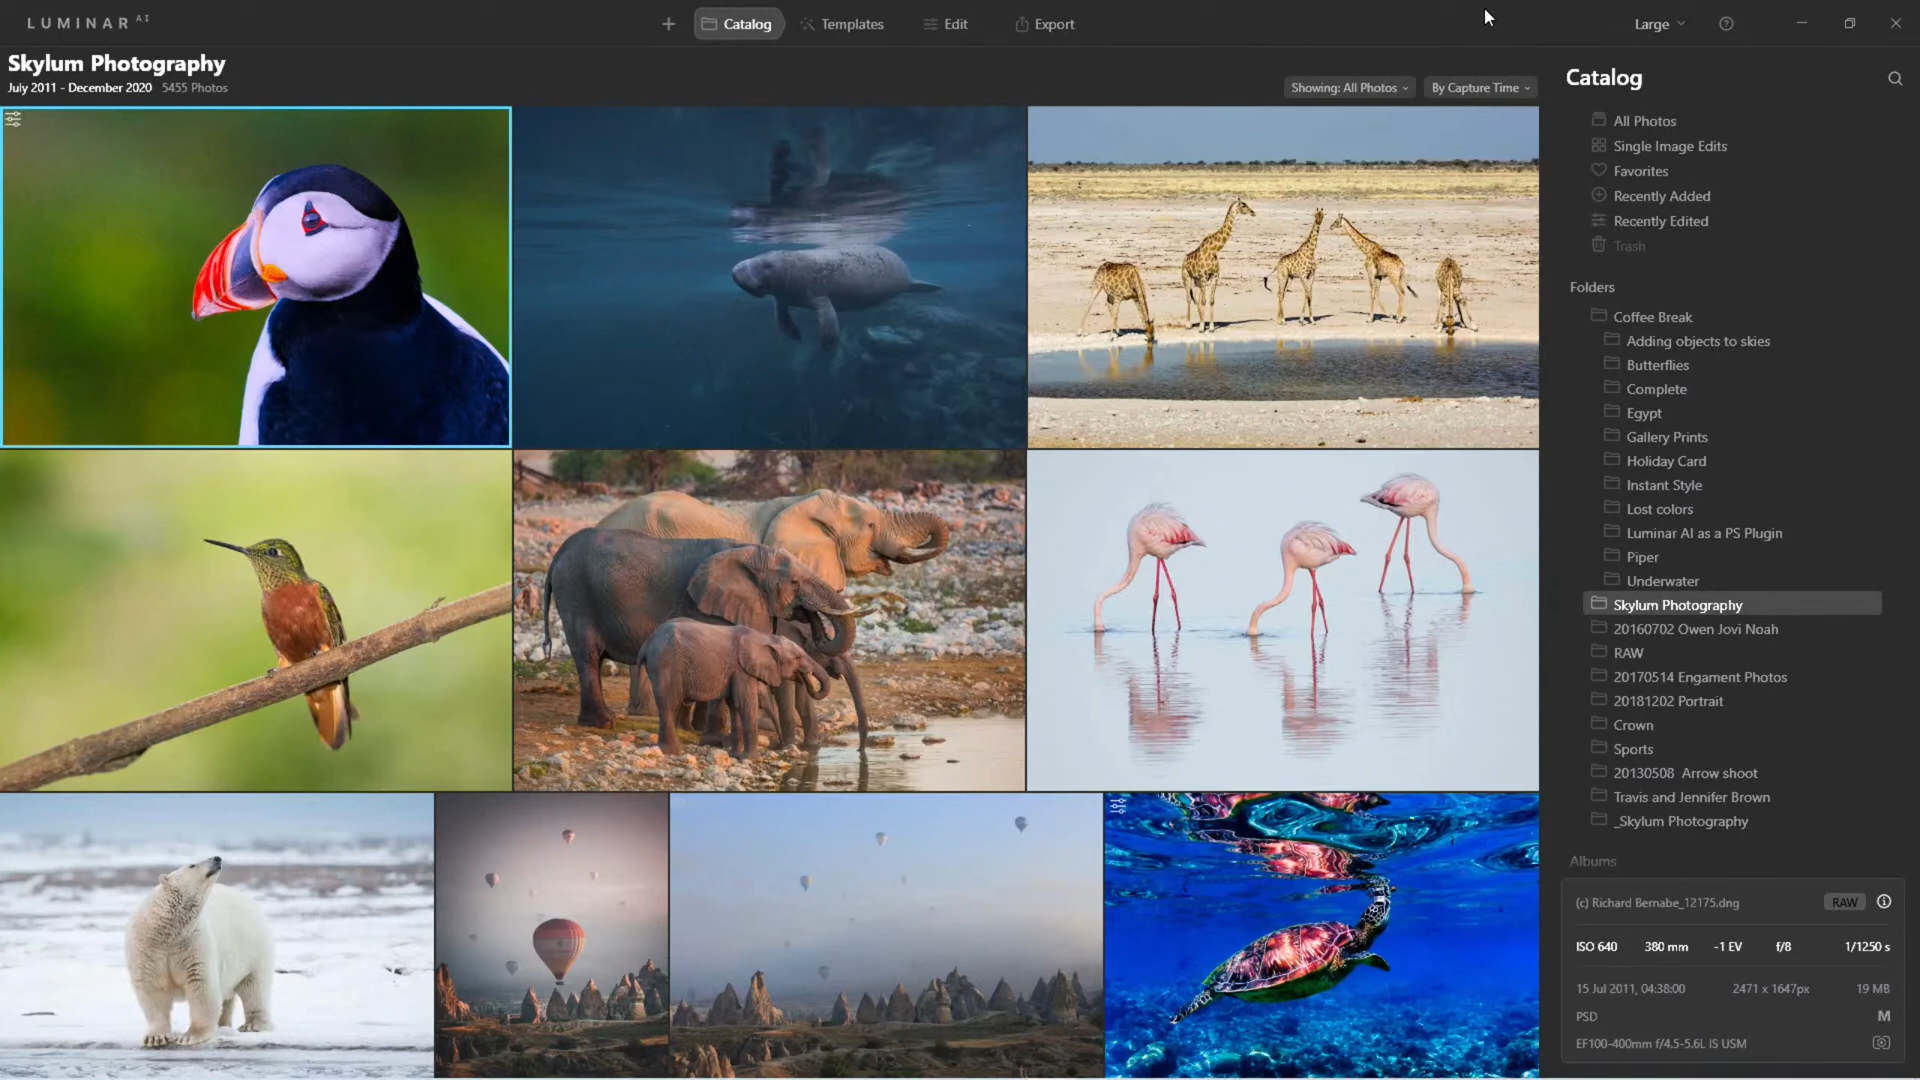 LUMINAR AI
Catalog
Templates
Edit
Export
Large
Skylum Photography
July 2011 - December 2020 5455 Photos
Showing: All Photos
By Capture Time
Catalog
All Photos
Single Image Edits
Favorites
Recently Added
Recently Edited
Trash
Folders
Coffee Break
Adding objects to skies
Butterflies
Complete
Egypt
Gallery Prints
Holiday Card
Instant Style
Lost colors
Luminar AI as a PS Plugin
Piper
Underwater
Skylum Photography
20160702 Owen Jovi Noah
RAW
20170514 Engament Photos
20181202 Portrait
Crown
Sports
20130508 Arrow shoot
Travis and Jennifer Brown
_Skylum Photography
Albums
(c) Richard Bernabe_12175.dng RAW
ISO 640 380 mm -1 EV f/8 1/1250 s
15 Jul 2011, 04:38:00 2471 x 1647px 19 MB
PSD M
EF100-400mm f/4.5-5.6L IS USM